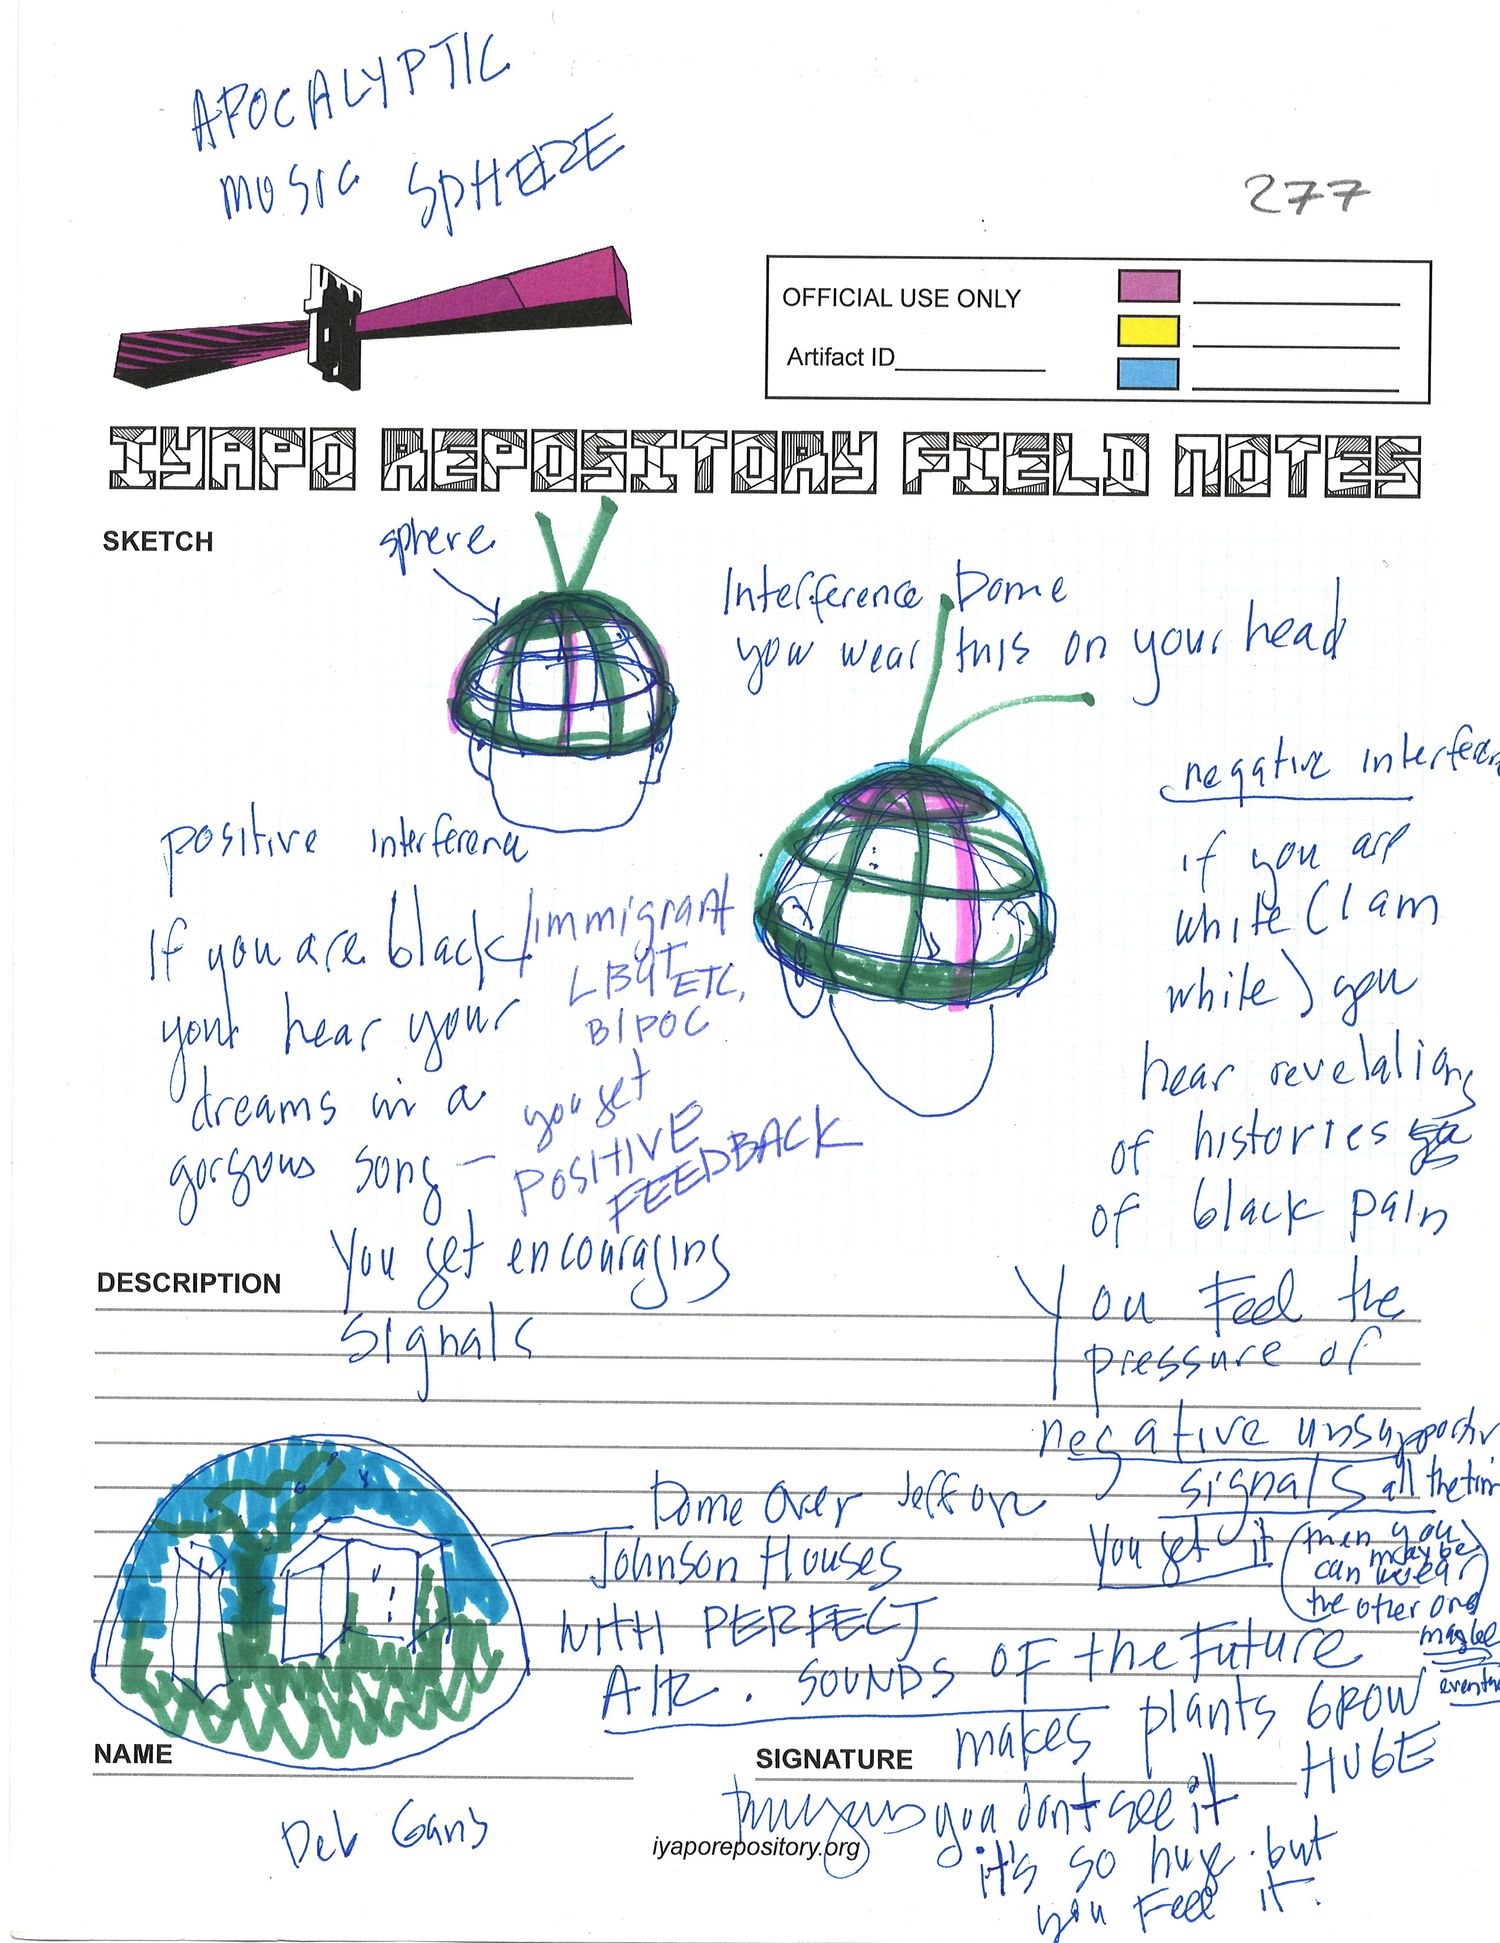 APOCALYPTIC
MUSIC SPHERE
277
OFFICIAL USE ONLY
Artifact ID
IYAPO REPOSITORY FIELD NOTES
SKETCH
sphere
Interference Dome
you wear this on your head
positive interference
If you are black/immigrant
LBGT ETC,
BIPOC
hear your
dreams in a
gorgous song — you get
POSITIVE
FEEDBACK
You get encouraging
signals
negative interferen
if you are
white (I am
white) you
hear revelations
of histories
of black pain
You Feel the
pressure of
negative unsupportiv
signals all the tim
You get it
(then you
can maybe
wear
the other one)
maybe
eventu
DESCRIPTION
Dome Over Jefferson
Johnson Houses
WITH PERFECT
AIR. SOUNDS OF the Future
makes plants GROW
HUGE
you dont see it
it's so huge. but
you Feel it.
NAME
Deb Gans
SIGNATURE
iyaporepository.org